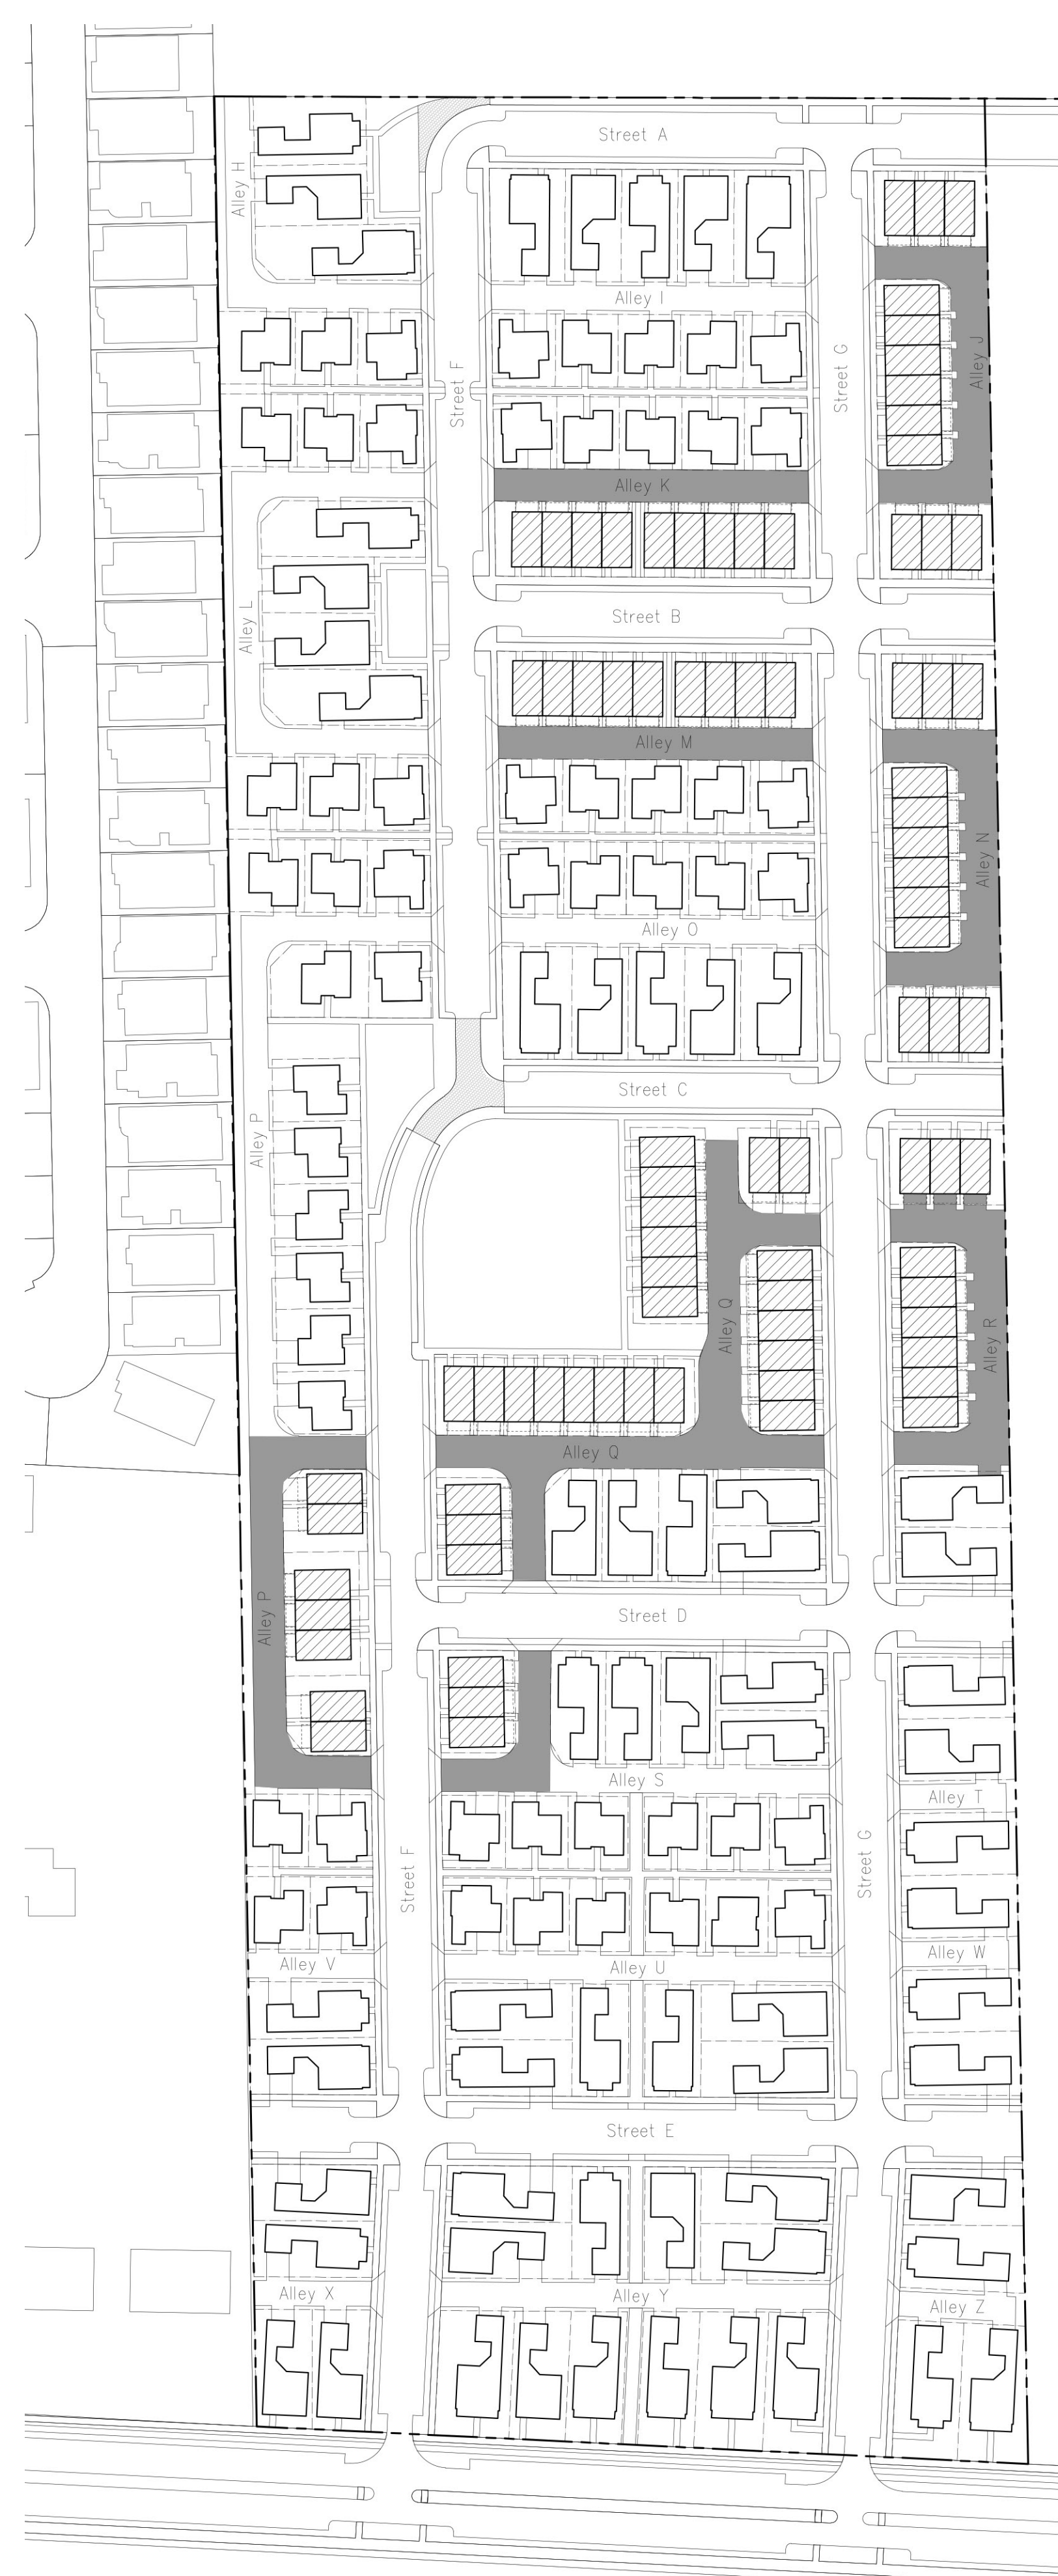 Street A
Alley H
Alley I
Street F
Street G
Alley J
Alley K
Street B
Alley L
Alley M
Alley N
Alley O
Street C
Alley P
Alley Q
Alley R
Alley Q
Alley P
Street D
Alley S
Alley T
Street F
Street G
Alley V
Alley U
Alley W
Street E
Alley X
Alley Y
Alley Z